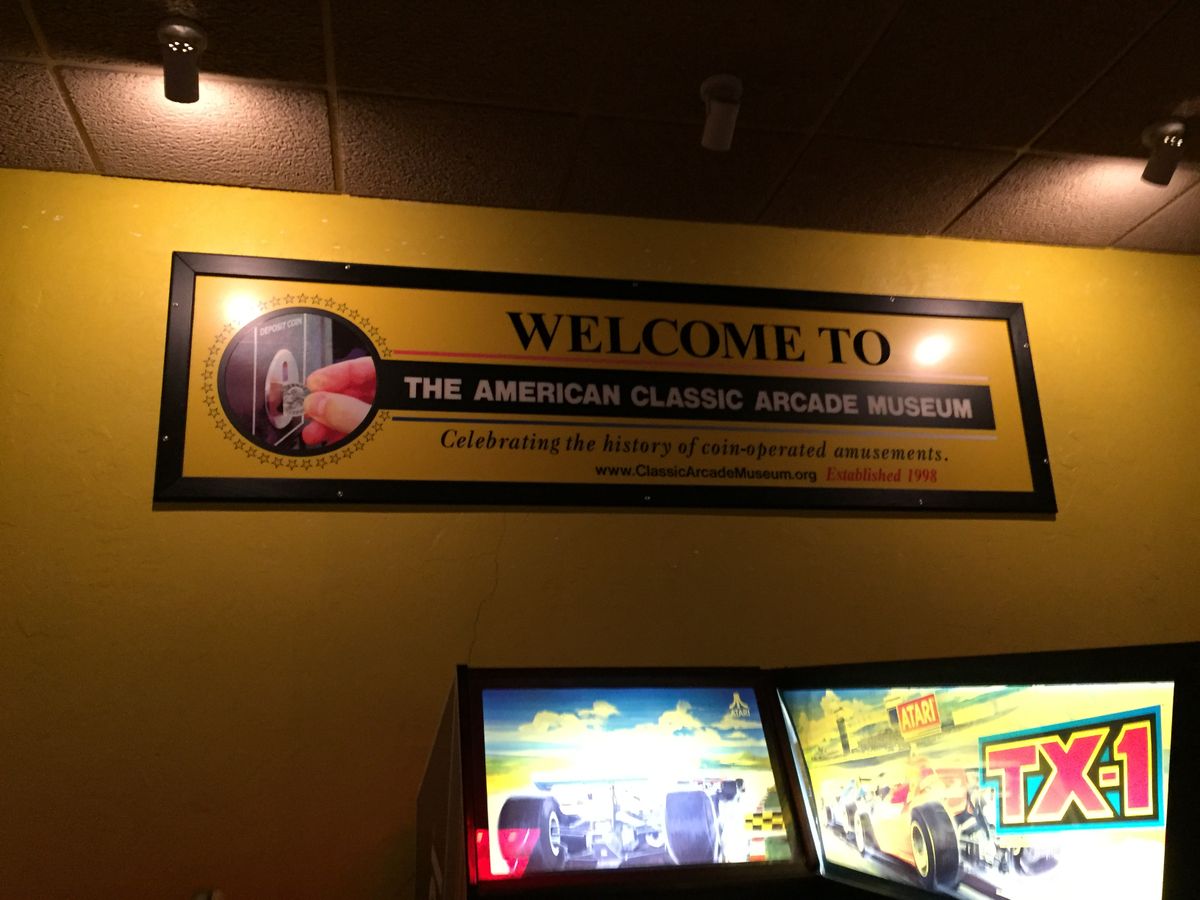 DEPOSIT COIN
WELCOME TO
THE AMERICAN CLASSIC ARCADE MUSEUM
Celebrating the history of coin-operated amusements.
www.ClassicArcadeMuseum.org Established 1998
ATARI
ATARI
TX-1